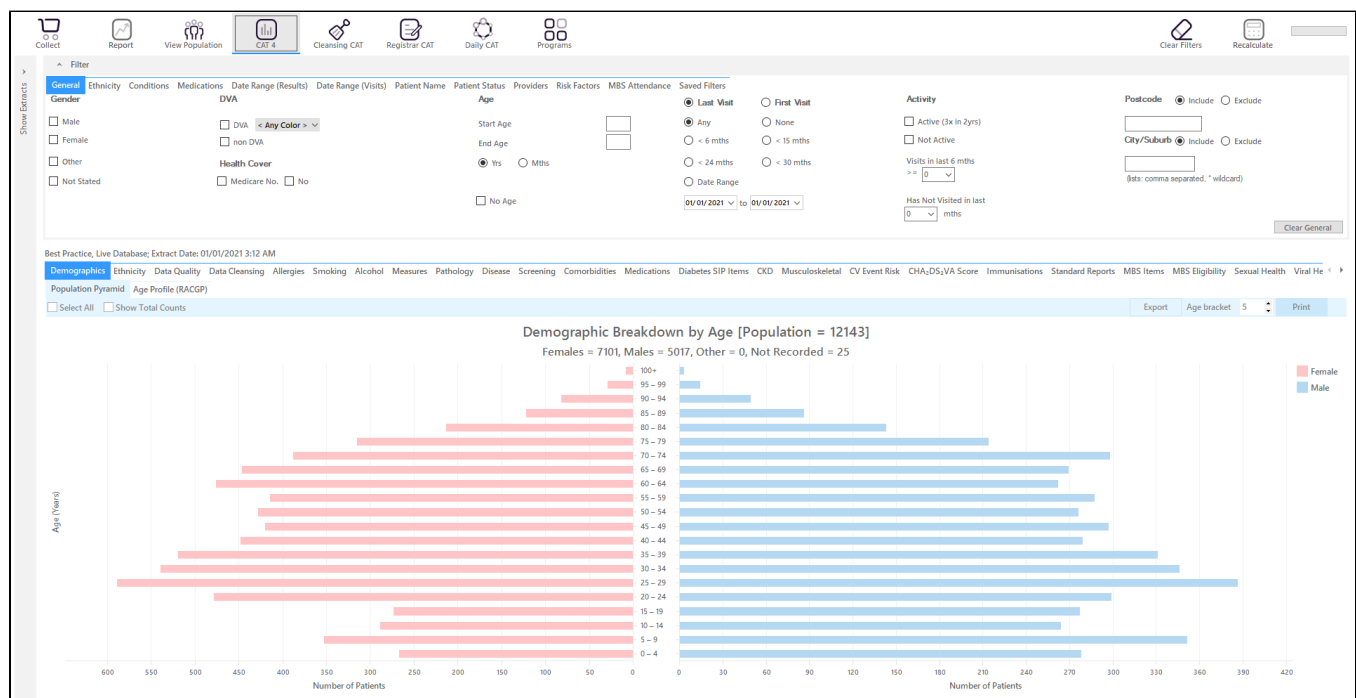 Collect Report View Population CAT 4 Cleansing CAT Registrar CAT Daily CAT Programs Clear Filters Recalculate
Show Extracts
Filter
General Ethnicity Conditions Medications Date Range (Results) Date Range (Visits) Patient Name Patient Status Providers Risk Factors MBS Attendance Saved Filters
Gender DVA Age Last Visit First Visit Activity Postcode Include Exclude
Male DVA < Any Color > Start Age Any None Active (3x in 2yrs)
Female non DVA End Age < 6 mths < 15 mths Not Active City/Suburb Include Exclude
Other Health Cover Yrs Mths < 24 mths < 30 mths Visits in last 6 mths
>= 0
Not Stated Medicare No. No Date Range (lists: comma separated, * wildcard)
No Age 01/01/2021 to 01/01/2021 Has Not Visited in last
0 mths
Clear General
Best Practice, Live Database; Extract Date: 01/01/2021 3:12 AM
Demographics Ethnicity Data Quality Data Cleansing Allergies Smoking Alcohol Measures Pathology Disease Screening Comorbidities Medications Diabetes SIP Items CKD Musculoskeletal CV Event Risk CHA₂DS₂VA Score Immunisations Standard Reports MBS Items MBS Eligibility Sexual Health Viral He
Population Pyramid Age Profile (RACGP)
Select All Show Total Counts Export Age bracket 5 Print
Demographic Breakdown by Age [Population = 12143]
Females = 7101, Males = 5017, Other = 0, Not Recorded = 25
Female
Male
Age (Years)
100+
95 – 99
90 – 94
85 – 89
80 – 84
75 – 79
70 – 74
65 – 69
60 – 64
55 – 59
50 – 54
45 – 49
40 – 44
35 – 39
30 – 34
25 – 29
20 – 24
15 – 19
10 – 14
5 – 9
0 – 4
600 550 500 450 400 350 300 250 200 150 100 50 0 0 30 60 90 120 150 180 210 240 270 300 330 360 390 420
Number of Patients Number of Patients